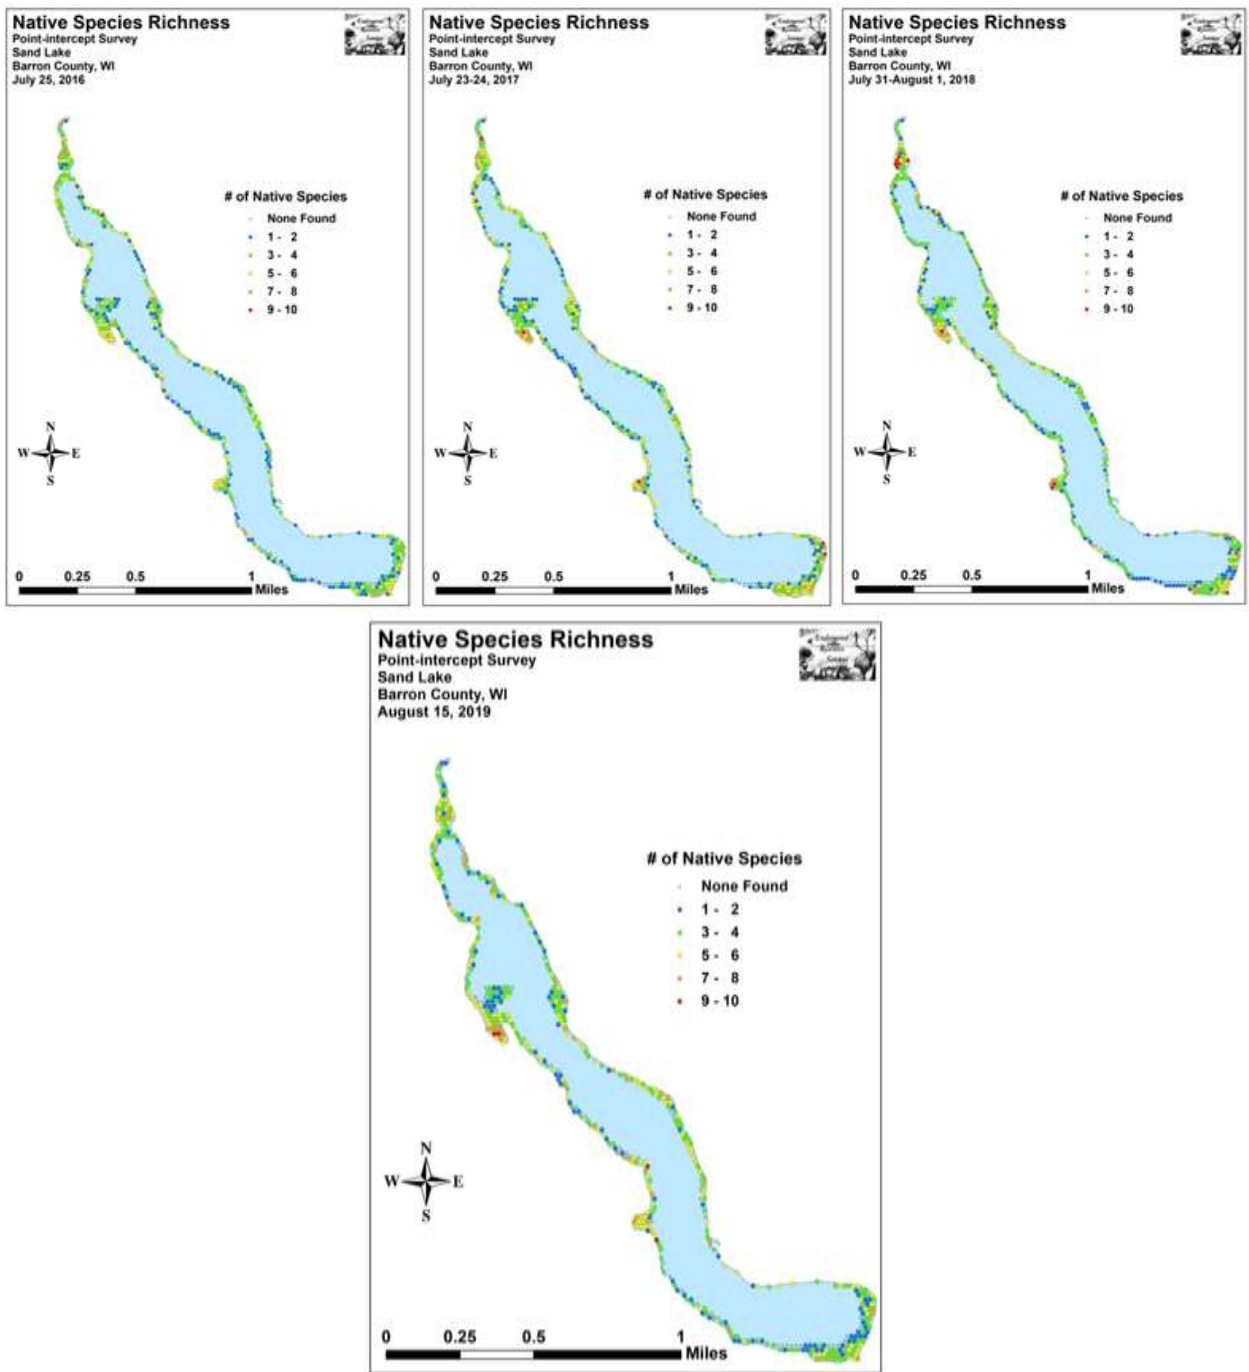 Native Species Richness
Point-intercept Survey
Sand Lake
Barron County, WI
July 25, 2016
# of Native Species
None Found
1 - 2
3 - 4
5 - 6
7 - 8
9 - 10
N
W E
S
0 0.25 0.5 1
Miles
Native Species Richness
Point-intercept Survey
Sand Lake
Barron County, WI
July 23-24, 2017
# of Native Species
None Found
1 - 2
3 - 4
5 - 6
7 - 8
9 - 10
N
W E
S
0 0.25 0.5 1
Miles
Native Species Richness
Point-intercept Survey
Sand Lake
Barron County, WI
July 31-August 1, 2018
# of Native Species
None Found
1 - 2
3 - 4
5 - 6
7 - 8
9 - 10
N
W E
S
0 0.25 0.5 1
Miles
Native Species Richness
Point-intercept Survey
Sand Lake
Barron County, WI
August 15, 2019
Endangered
Resource
Services
# of Native Species
None Found
1 - 2
3 - 4
5 - 6
7 - 8
9 - 10
N
W E
S
0 0.25 0.5 1
Miles